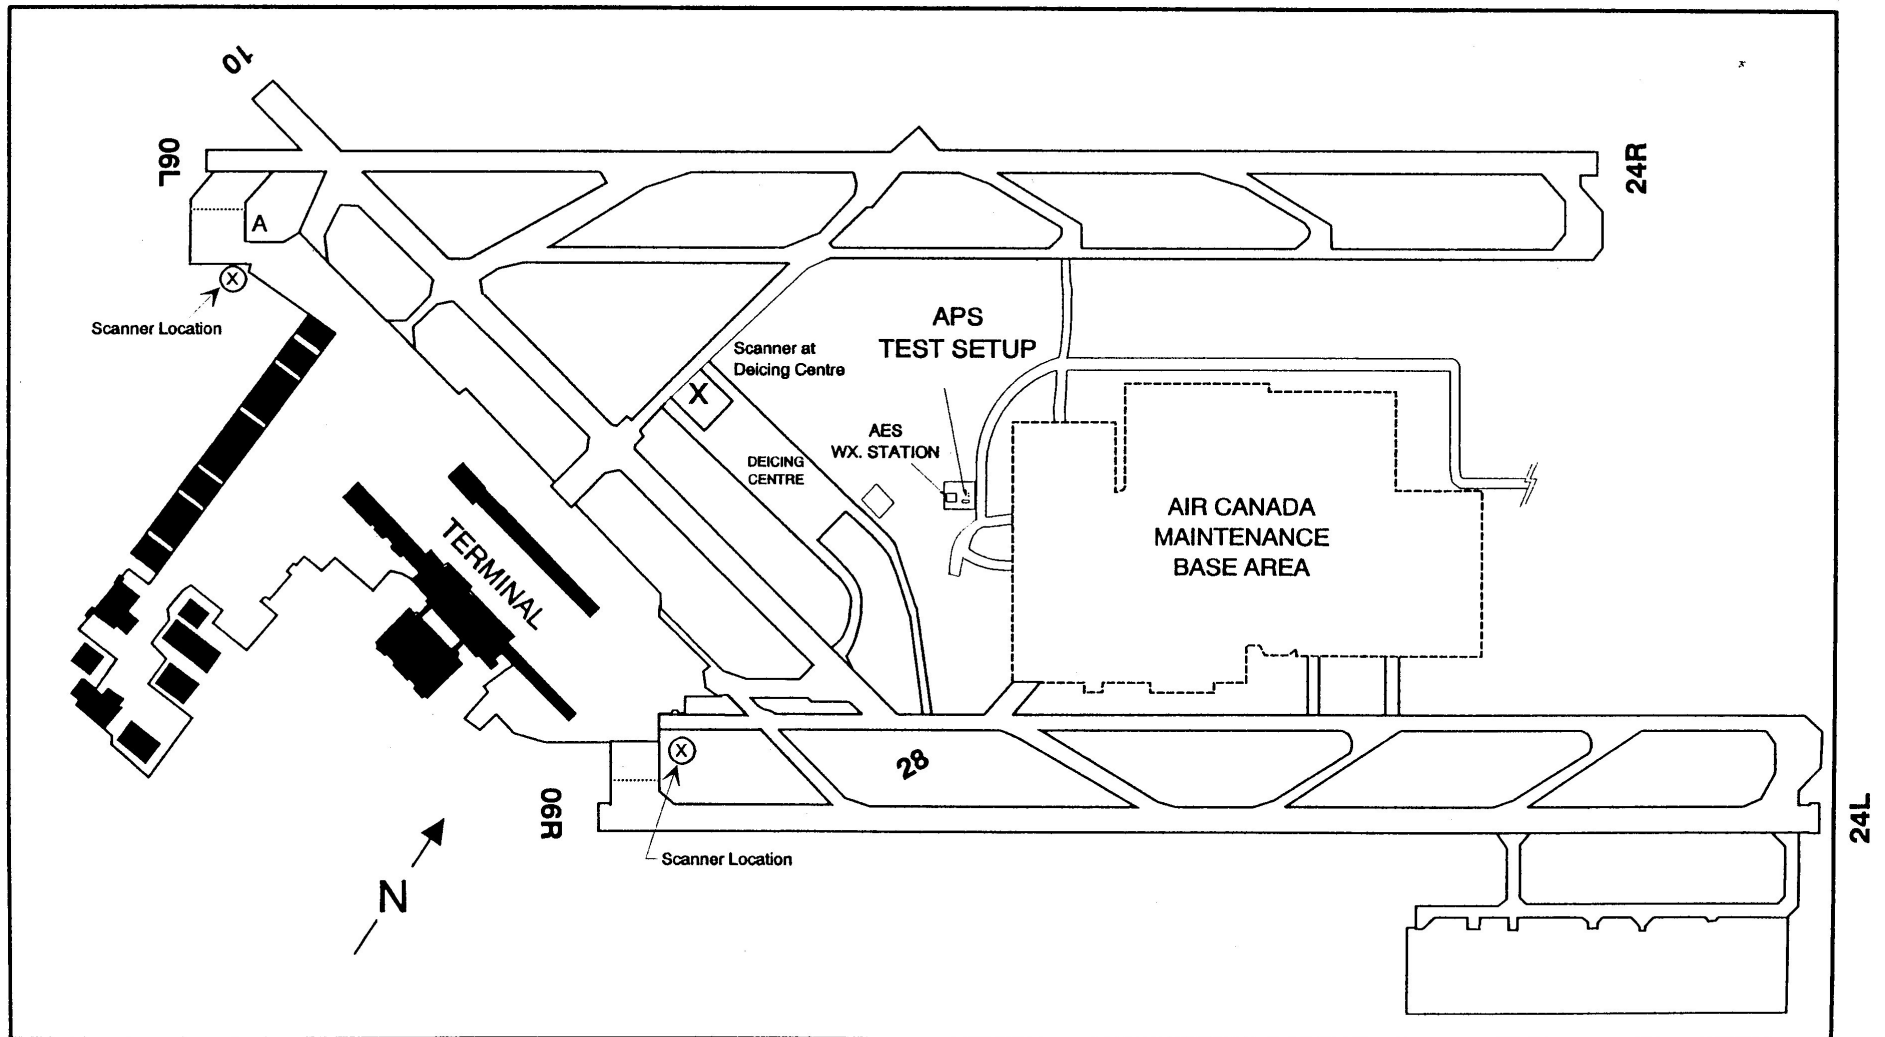 10
06L
24R
A
X
Scanner Location
APS
TEST SETUP
Scanner at
Deicing Centre
X
AES
WX. STATION
DEICING
CENTRE
AIR CANADA
MAINTENANCE
BASE AREA
TERMINAL
X
28
06R
24L
Scanner Location
N